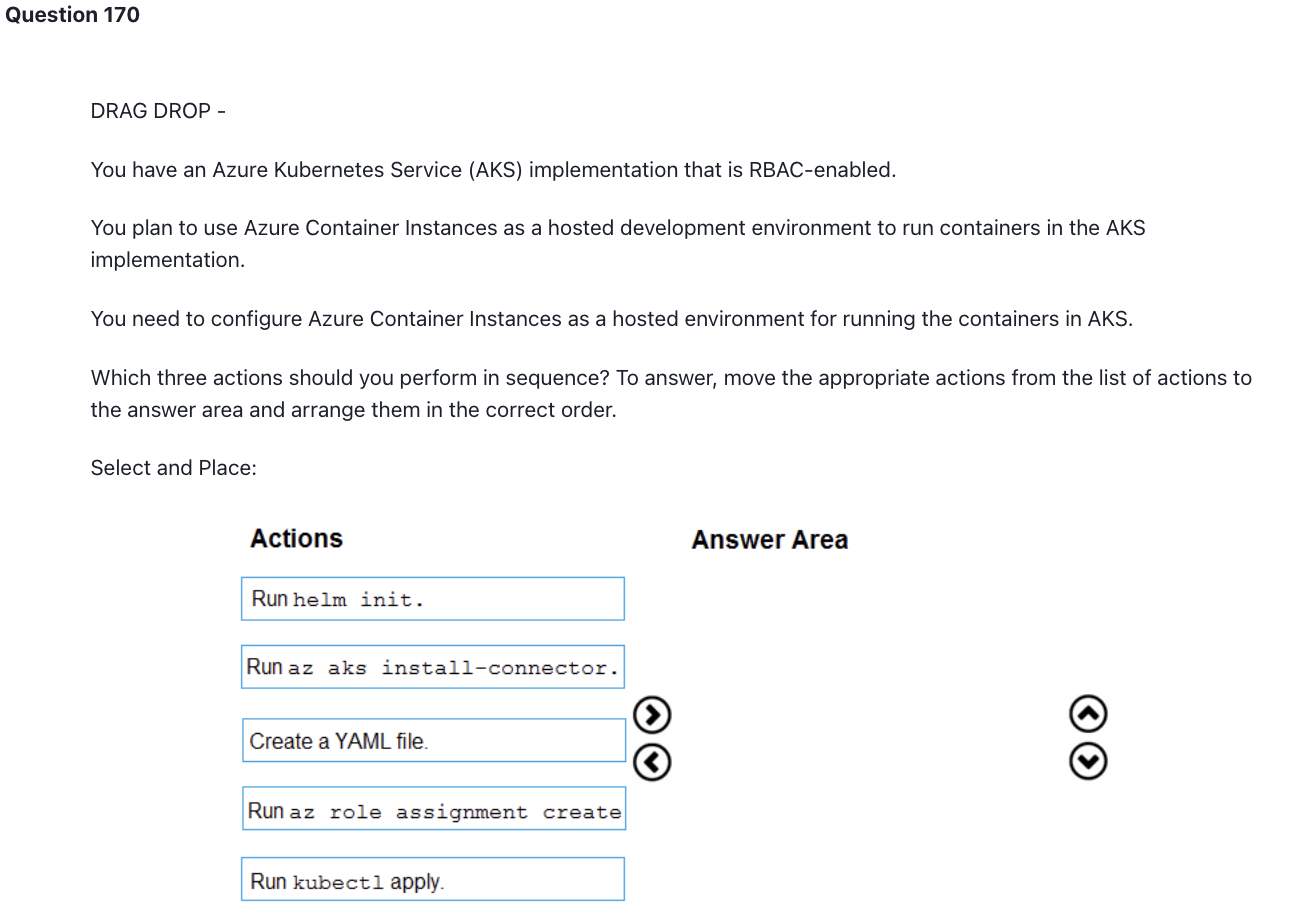 Question 170
DRAG DROP -
You have an Azure Kubernetes Service (AKS) implementation that is RBAC-enabled.
You plan to use Azure Container Instances as a hosted development environment to run containers in the AKS
implementation.
You need to configure Azure Container Instances as a hosted environment for running the containers in AKS.
Which three actions should you perform in sequence? To answer, move the appropriate actions from the list of actions to
the answer area and arrange them in the correct order.
Select and Place:
Actions
Answer Area
Run helm init.
Run az aks install-connector.
Create a YAML file.
Run az role assignment create
Run kubectl apply.